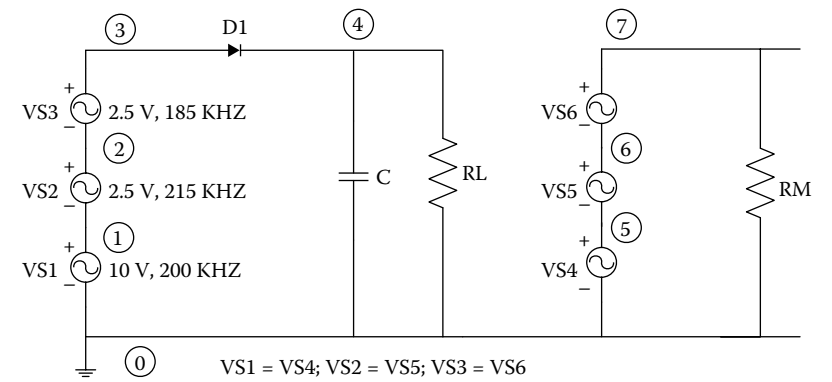 3
D1
4
7
+
VS3
2.5 V, 185 KHZ
−
+
VS6
−
2
6
+
VS2
2.5 V, 215 KHZ
−
C
RL
+
VS5
−
RM
1
5
+
VS1
10 V, 200 KHZ
−
+
VS4
−
0
VS1 = VS4; VS2 = VS5; VS3 = VS6